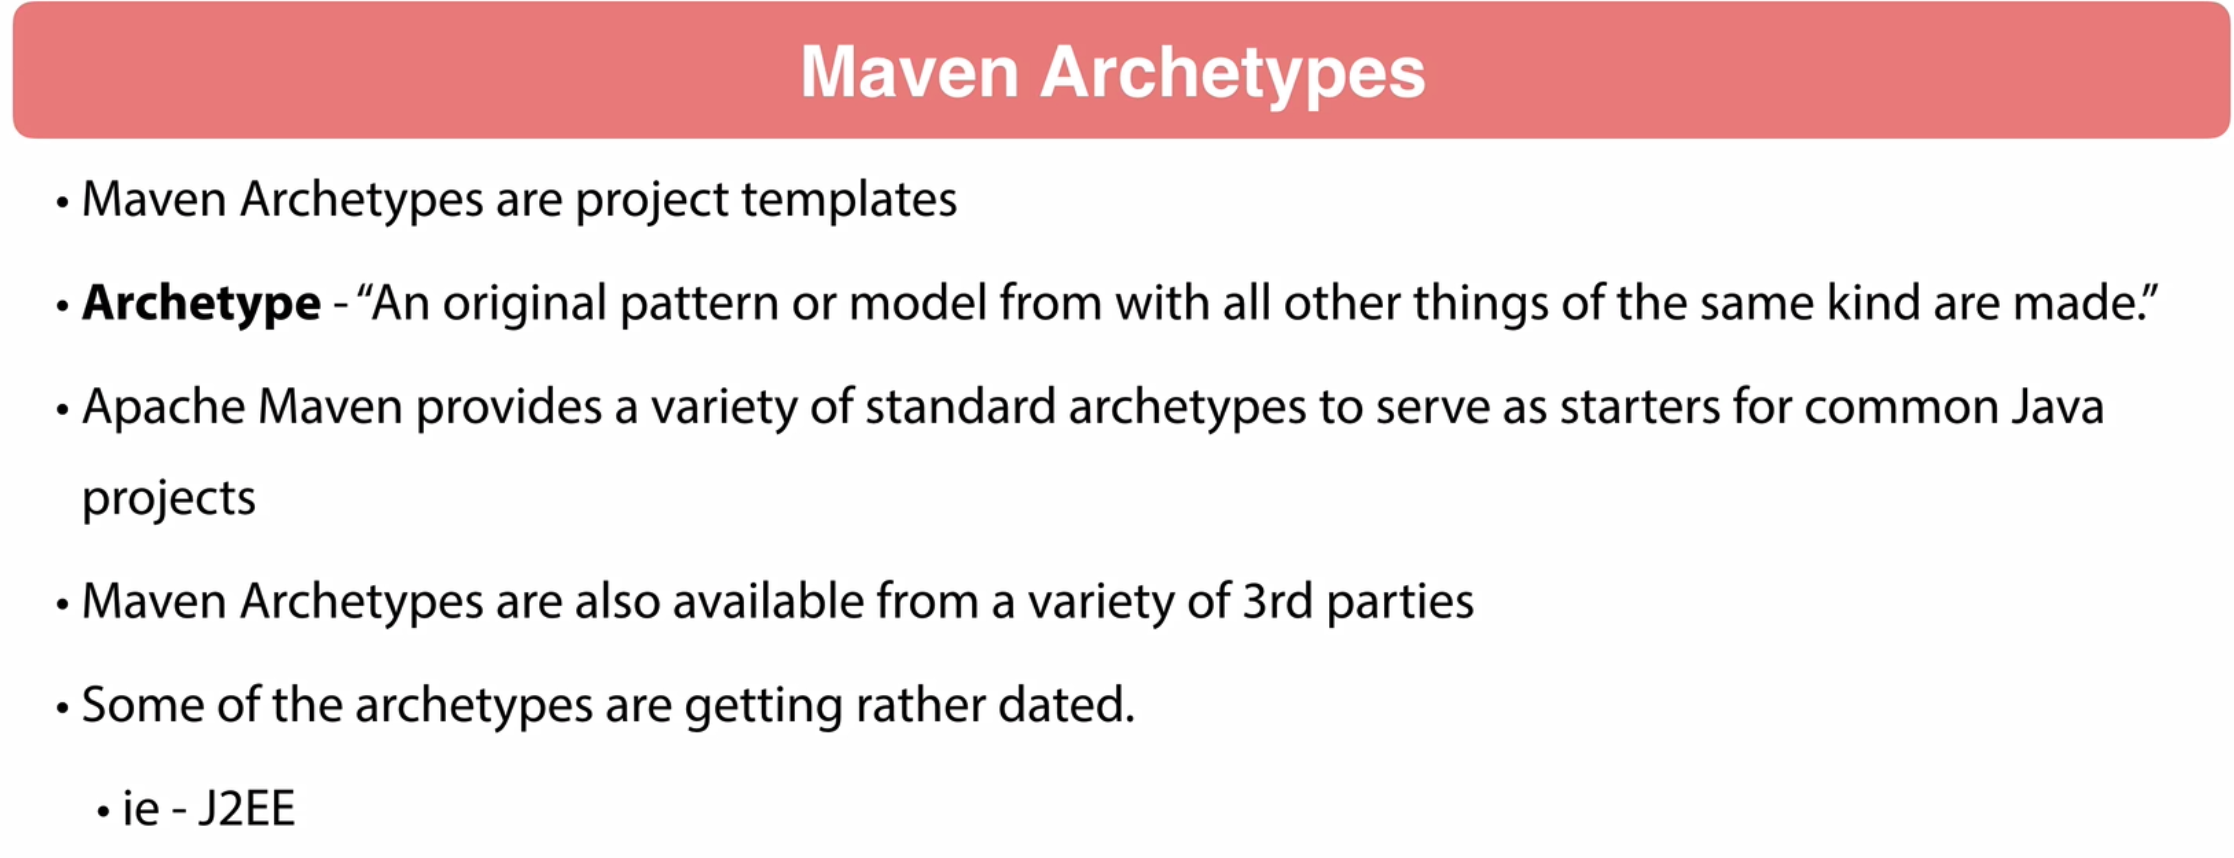 Maven Archetypes
• Maven Archetypes are project templates
• Archetype - “An original pattern or model from with all other things of the same kind are made.”
• Apache Maven provides a variety of standard archetypes to serve as starters for common Java
projects
• Maven Archetypes are also available from a variety of 3rd parties
• Some of the archetypes are getting rather dated.
• ie - J2EE